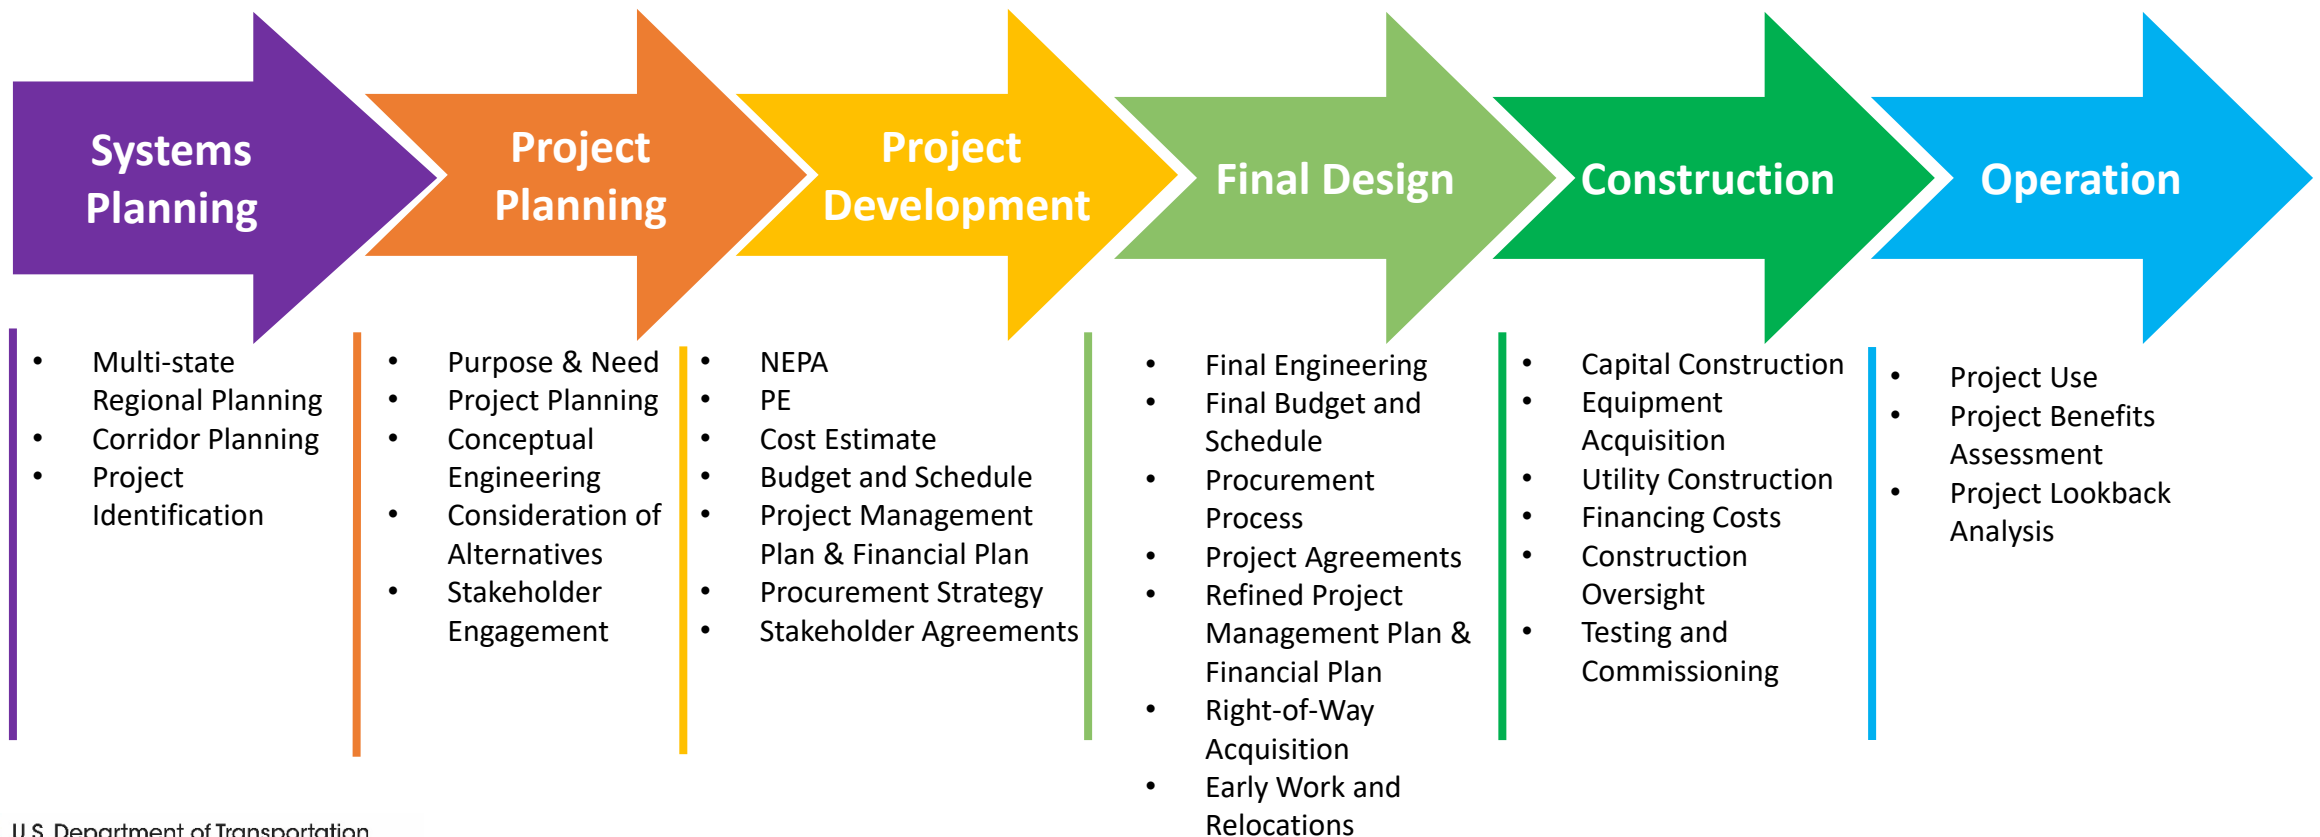 Systems
Planning
Project
Planning
Project
Development
Final Design
Construction
Operation
• Multi-state
Regional Planning
• Corridor Planning
• Project
Identification
• Purpose & Need
• Project Planning
• Conceptual
Engineering
• Consideration of
Alternatives
• Stakeholder
Engagement
• NEPA
• PE
• Cost Estimate
• Budget and Schedule
• Project Management
Plan & Financial Plan
• Procurement Strategy
• Stakeholder Agreements
• Final Engineering
• Final Budget and
Schedule
• Procurement
Process
• Project Agreements
• Refined Project
Management Plan &
Financial Plan
• Right-of-Way
Acquisition
• Early Work and
Relocations
• Capital Construction
• Equipment
Acquisition
• Utility Construction
• Financing Costs
• Construction
Oversight
• Testing and
Commissioning
• Project Use
• Project Benefits
Assessment
• Project Lookback
Analysis
U.S. Department of Transportation